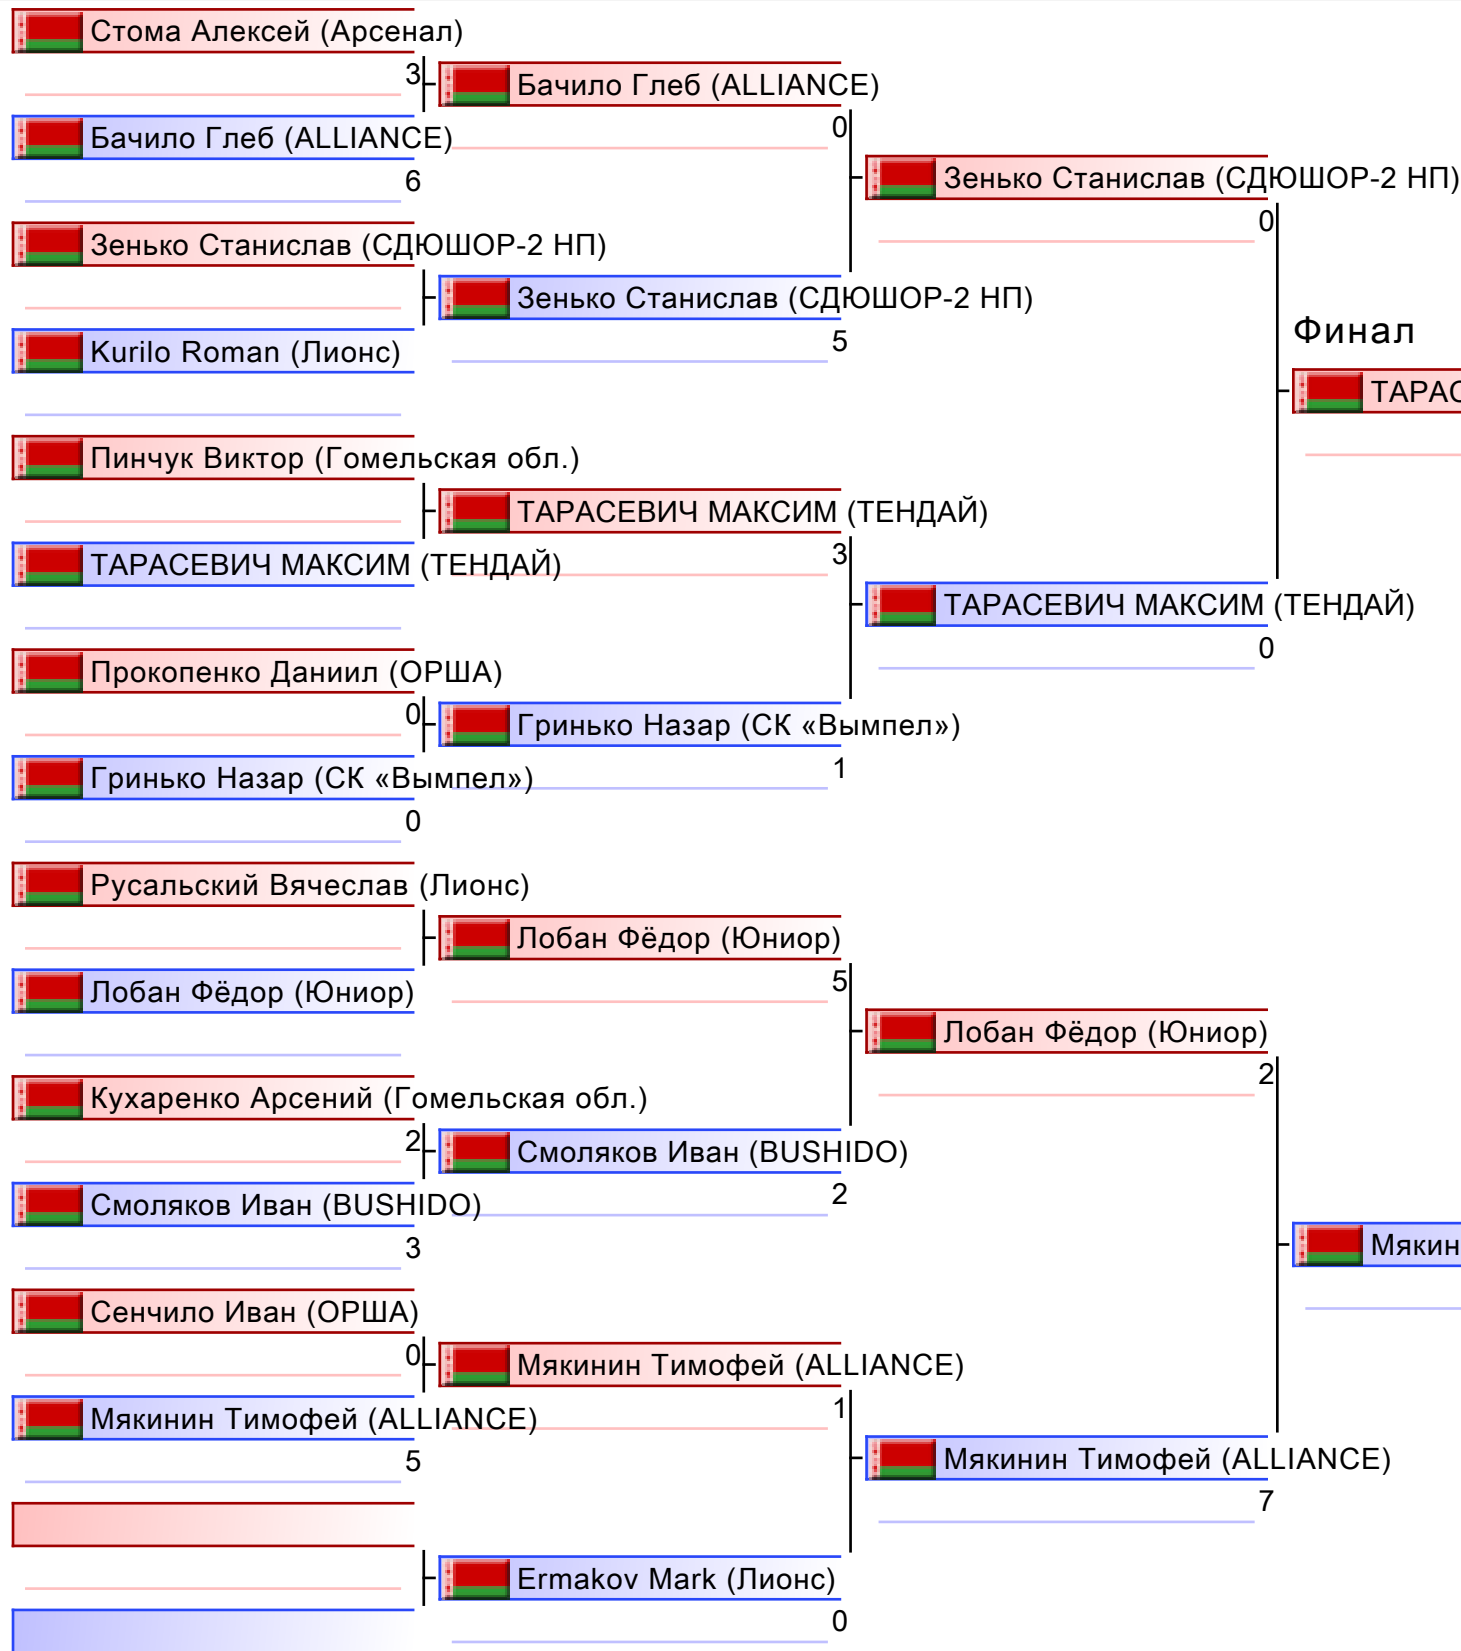 Стома Алексей (Арсенал)
3
Бачило Глеб (ALLIANCE)
0
Бачило Глеб (ALLIANCE)
6
Зенько Станислав (СДЮШОР-2 НП)
0
Зенько Станислав (СДЮШОР-2 НП)
Зенько Станислав (СДЮШОР-2 НП)
5
Kurilo Roman (Лионс)
Финал
ТАРАС
Пинчук Виктор (Гомельская обл.)
ТАРАСЕВИЧ МАКСИМ (ТЕНДАЙ)
3
ТАРАСЕВИЧ МАКСИМ (ТЕНДАЙ)
ТАРАСЕВИЧ МАКСИМ (ТЕНДАЙ)
0
Прокопенко Даниил (ОРША)
0
Гринько Назар (СК «Вымпел»)
1
Гринько Назар (СК «Вымпел»)
0
Русальский Вячеслав (Лионс)
Лобан Фёдор (Юниор)
5
Лобан Фёдор (Юниор)
Лобан Фёдор (Юниор)
2
Кухаренко Арсений (Гомельская обл.)
2
Смоляков Иван (BUSHIDO)
2
Смоляков Иван (BUSHIDO)
3
Мякин
Сенчило Иван (ОРША)
0
Мякинин Тимофей (ALLIANCE)
1
Мякинин Тимофей (ALLIANCE)
5
Мякинин Тимофей (ALLIANCE)
7
Ermakov Mark (Лионс)
0